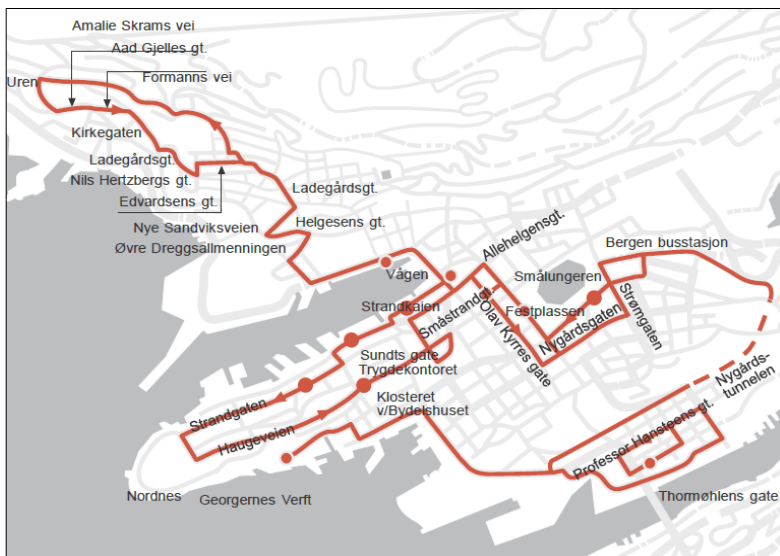 Amalie Skrams vei
Aad Gjelles gt.
Formanns vei
Uren
Kirkegaten
Ladegårdsgt.
Nils Hertzbergs gt.
Edvardsens gt.
Ladegårdsgt.
Nye Sandviksveien
Helgesens gt.
Øvre Dreggsallmenningen
Allehelgensgt.
Bergen busstasjon
Vågen
Smålungeren
Strandkaien
Småstrandgt.
Festplassen
Strømgaten
Olav Kyrres gate
Nygårdsgaten
Sundts gate
Trygdekontoret
Nygårds-
tunnelen
Klosteret
v/Bydelshuset
Strandgaten
Haugeveien
Professor Hansteens gt.
Nordnes
Georgernes Verft
Thormøhlens gate